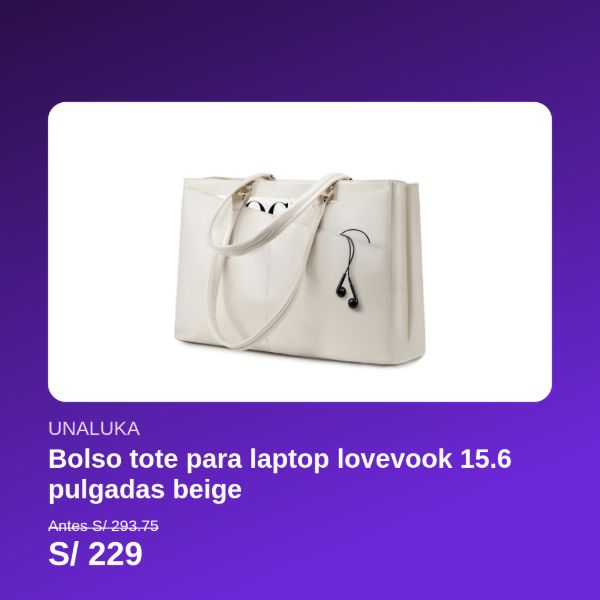 UNALUKA
Bolso tote para laptop lovevook 15.6
pulgadas beige
Antes S/ 293.75
S/ 229